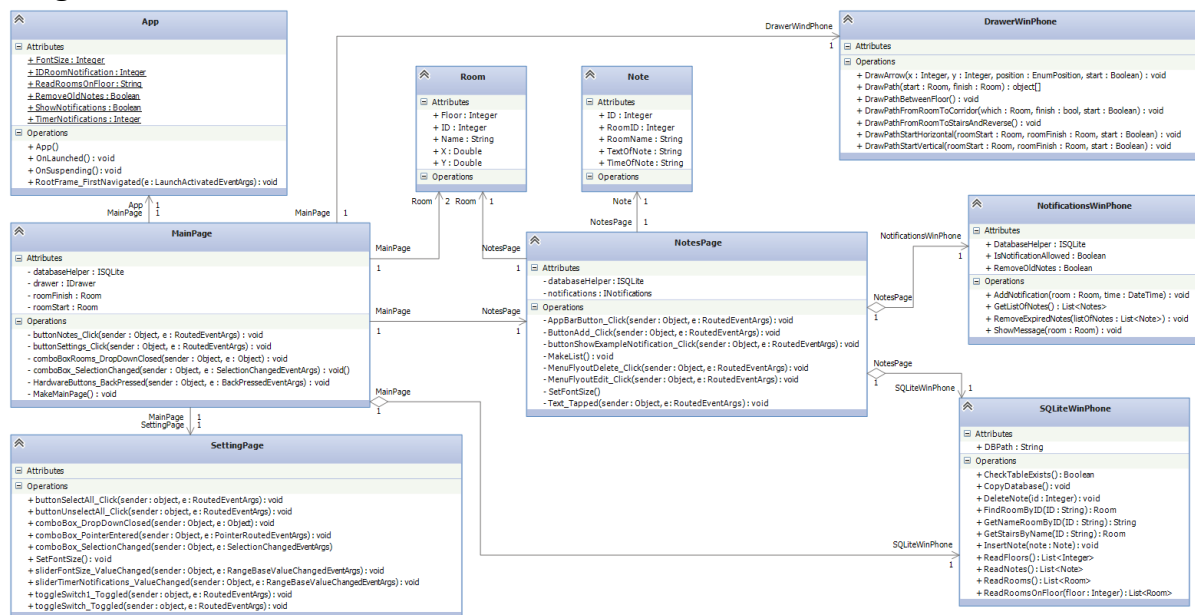 App
Attributes
+ FontSize : Integer
+ IDRoomNotification : Integer
+ ReadRoomsOnFloor : String
+ RemoveOldNotes : Boolean
+ ShowNotifications : Boolean
+ TimerNotifications : Integer
Operations
+ App()
+ OnLaunched() : void
+ OnSuspending() : void
+ RootFrame_FirstNavigated(e : LaunchActivatedEventArgs) : void
DrawerWindPhone
1
DrawerWinPhone
Attributes
Operations
+ DrawArrow(x : Integer, y : Integer, position : EnumPosition, start : Boolean) : void
+ DrawPath(start : Room, finish : Room) : object[]
+ DrawPathBetweenFloor() : void
+ DrawPathFromRoomToCorridor(which : Room, finish : bool, start : Boolean) : void
+ DrawPathFromRoomToStairsAndReverse() : void
+ DrawPathStartHorizontal(roomStart : Room, roomFinish : Room, start : Boolean) : void
+ DrawPathStartVertical(roomStart : Room, roomFinish : Room, start : Boolean) : void
Room
Attributes
+ Floor : Integer
+ ID : Integer
+ Name : String
+ X : Double
+ Y : Double
Operations
Note
Attributes
+ ID : Integer
+ RoomID : Integer
+ RoomName : String
+ TextOfNote : String
+ TimeOfNote : String
Operations
App 1
MainPage 1
MainPage 1
Room 2
Room 1
Note 1
NotesPage 1
MainPage
Attributes
- databaseHelper : ISQLite
- drawer : IDrawer
- roomFinish : Room
- roomStart : Room
Operations
- buttonNotes_Click(sender : Object, e : RoutedEventArgs) : void
- buttonSettings_Click(sender : Object, e : RoutedEventArgs) : void
- comboBoxRooms_DropDownClosed(sender : Object, e : Object) : void
- comboBox_SelectionChanged(sender : Object, e : SelectionChangedEventArgs) : void()
- HardwareButtons_BackPressed(sender : Object, e : BackPressedEventArgs) : void
- MakeMainPage() : void
MainPage
1
NotesPage
1
MainPage
1
NotesPage
1
NotesPage
Attributes
- databaseHelper : ISQLite
- notifications : INotifications
Operations
- AppBarButton_Click(sender : Object, e : RoutedEventArgs) : void
- ButtonAdd_Click(sender : Object, e : RoutedEventArgs) : void
- buttonShowExampleNotification_Click(sender : Object, e : RoutedEventArgs) : void
- MakeList() : void
- MenuFlyoutDelete_Click(sender : Object, e : RoutedEventArgs) : void
- MenuFlyoutEdit_Click(sender : Object, e : RoutedEventArgs) : void
- SetFontSize()
- Text_Tapped(sender : Object, e : RoutedEventArgs) : void
NotificationsWinPhone
1
NotesPage
1
NotificationsWinPhone
Attributes
+ DatabaseHelper : ISQLite
+ IsNotificationAllowed : Boolean
+ RemoveOldNotes : Boolean
Operations
+ AddNotification(room : Room, time : DateTime) : void
+ GetListOfNotes() : List<Notes>
+ RemoveExpiredNotes(listOfNotes : List<Note>) : void
+ ShowMessage(room : Room) : void
NotesPage
1
SQLiteWinPhone 1
MainPage
1
MainPage 1
SettingPage 1
SettingPage
Attributes
Operations
+ buttonSelectAll_Click(sender : object, e : RoutedEventArgs) : void
+ buttonUnselectAll_Click(sender : object, e : RoutedEventArgs) : void
+ comboBox_DropDownClosed(sender : Object, e : Object) : void
+ comboBox_PointerEntered(sender : Object, e : PointerRoutedEventArgs) : void
+ comboBox_SelectionChanged(sender : Object, e : SelectionChangedEventArgs)
+ SetFontSize() : void
+ sliderFontSize_ValueChanged(sender : Object, e : RangeBaseValueChangedEventArgs) : void
+ sliderTimerNotifications_ValueChanged(sender : Object, e : RangeBaseValueChangedEventArgs) : void
+ toggleSwitch1_Toggled(sender : object, e : RoutedEventArgs) : void
+ toggleSwitch_Toggled(sender : object, e : RoutedEventArgs) : void
SQLiteWinPhone
1
SQLiteWinPhone
Attributes
+ DBPath : String
Operations
+ CheckTableExists() : Boolean
+ CopyDatabase() : void
+ DeleteNote(id : Integer) : void
+ FindRoomByID(ID : String) : Room
+ GetNameRoomByID(ID : String) : String
+ GetStairsByName(ID : String) : Room
+ InsertNote(note : Note) : void
+ ReadFloors() : List<Integer>
+ ReadNotes() : List<Note>
+ ReadRooms() : List<Room>
+ ReadRoomsOnFloor(floor : Integer) : List<Room>